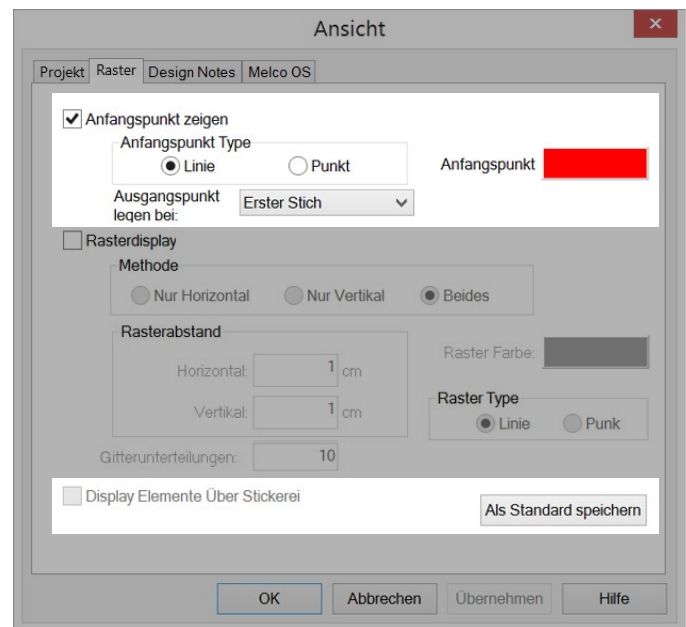 Ansicht
Projekt Raster Design Notes Melco OS
Anfangspunkt zeigen
Anfangspunkt Type
Linie Punkt
Anfangspunkt
Ausgangspunkt
legen bei:
Erster Stich
Rasterdisplay
Methode
Nur Horizontal Nur Vertikal Beides
Rasterabstand
Horizontal: 1 cm
Vertikal: 1 cm
Raster Farbe:
Raster Type
Linie Punk
Gitterunterteilungen: 10
Display Elemente Über Stickerei
Als Standard speichern
OK Abbrechen Übernehmen Hilfe